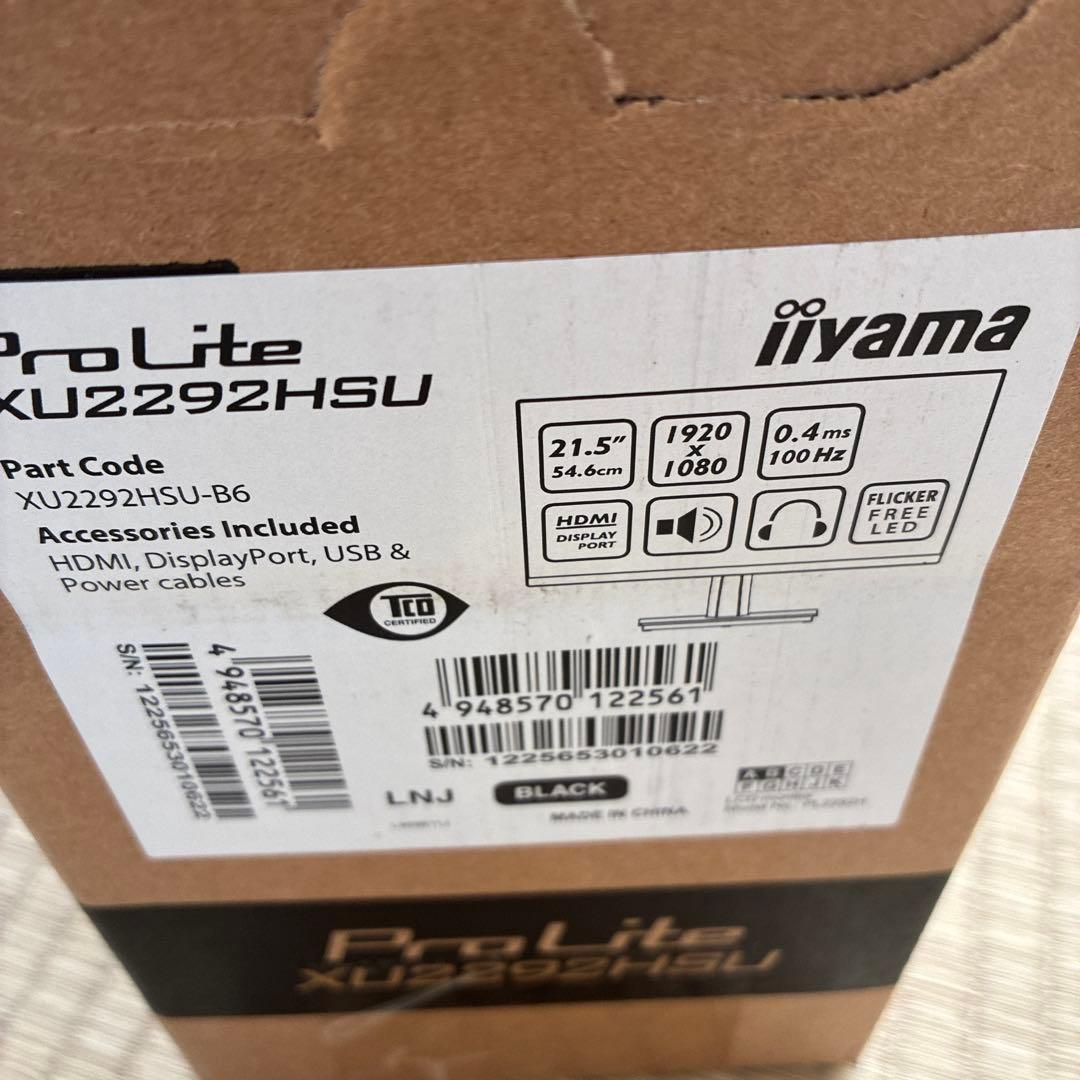 ProLite
XU2292HSU
iiyama
Part Code
XU2292HSU-B6
Accessories Included
HDMI, DisplayPort, USB &
Power cables
21.5"
54.6cm
1920
x
1080
0.4ms
100Hz
HDMI
DISPLAY
PORT
FLICKER
FREE
LED
TCO
CERTIFIED
S/N: 1225653010622
4 948570 122561
4 948570 122561
S/N: 1225653010622
LNJ
BLACK
MADE IN CHINA
A B C D E
F G H J K
ProLite
XU2292HSU